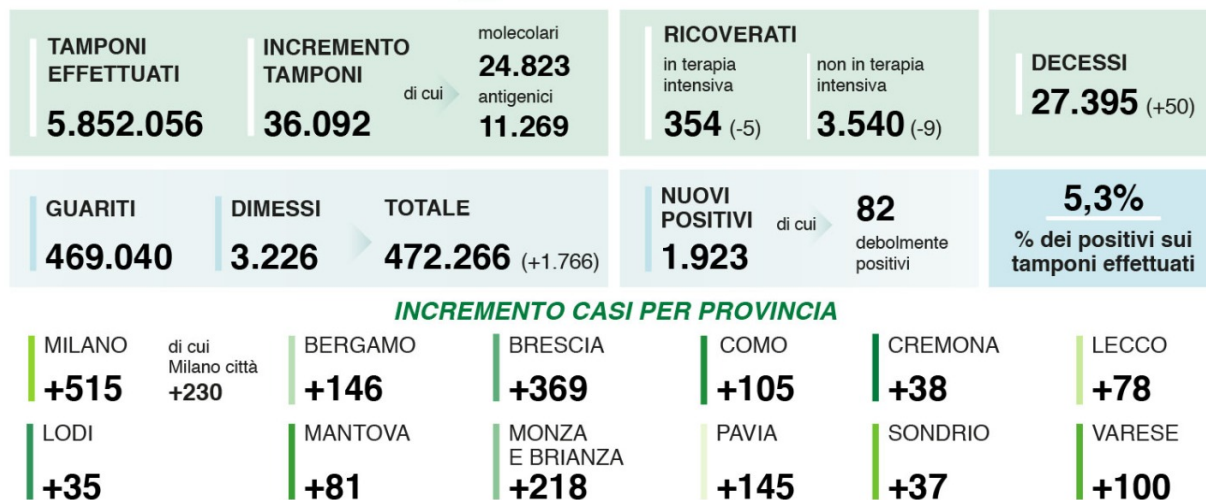 TAMPONI
EFFETTUATI
5.852.056
INCREMENTO
TAMPONI
36.092
di cui
molecolari
24.823
antigenici
11.269
RICOVERATI
in terapia
intensiva
354 (-5)
non in terapia
intensiva
3.540 (-9)
DECESSI
27.395 (+50)
GUARITI
469.040
DIMESSI
3.226
TOTALE
472.266 (+1.766)
NUOVI
POSITIVI
1.923
di cui
82
debolmente
positivi
5,3%
% dei positivi sui
tamponi effettuati
INCREMENTO CASI PER PROVINCIA
MILANO
+515
di cui
Milano città
+230
BERGAMO
+146
BRESCIA
+369
COMO
+105
CREMONA
+38
LECCO
+78
LODI
+35
MANTOVA
+81
MONZA
E BRIANZA
+218
PAVIA
+145
SONDRIO
+37
VARESE
+100